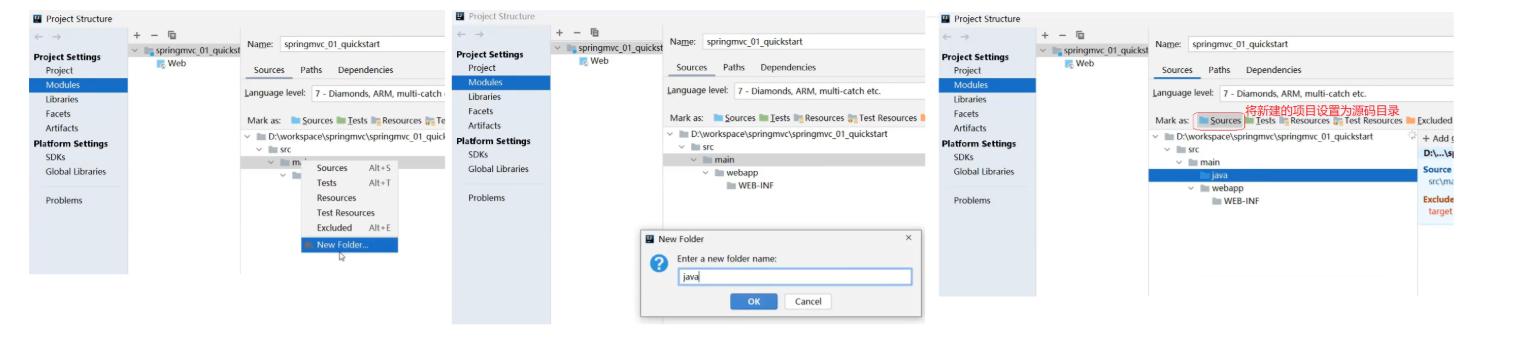 Project Structure
Project Settings
Project
Modules
Libraries
Facets
Artifacts
Platform Settings
SDKs
Global Libraries
Problems
springmvc_01_quickst
Web
Name: springmvc_01_quickstart
Sources Paths Dependencies
Language level: 7 - Diamonds, ARM, multi-catch
Mark as: Sources Tests Resources Te
D:\workspace\springmvc\springmvc_01_quick
src
Sources Alt+S
Tests Alt+T
Resources
Test Resources
Excluded Alt+E
New Folder...
Project Structure
Project Settings
Project
Modules
Libraries
Facets
Artifacts
Platform Settings
SDKs
Global Libraries
Problems
springmvc_01_quickst
Web
Name: springmvc_01_quickstart
Sources Paths Dependencies
Language level: 7 - Diamonds, ARM, multi-catch etc.
Mark as: Sources Tests Resources Test Resources
D:\workspace\springmvc\springmvc_01_quickstart
src
main
webapp
WEB-INF
New Folder
Enter a new folder name:
java
OK Cancel
Project Structure
Project Settings
Project
Modules
Libraries
Facets
Artifacts
Platform Settings
SDKs
Global Libraries
Problems
springmvc_01_quickst
Web
Name: springmvc_01_quickstart
Sources Paths Dependencies
Language level: 7 - Diamonds, ARM, multi-catch etc.
将新建的项目设置为源码目录
Mark as: Sources Tests Resources Test Resources Excluded
D:\workspace\springmvc\springmvc_01_quickstart
src
main
java
webapp
WEB-INF
+ Add
D:\...\s
Source
src\ma
Exclude
target